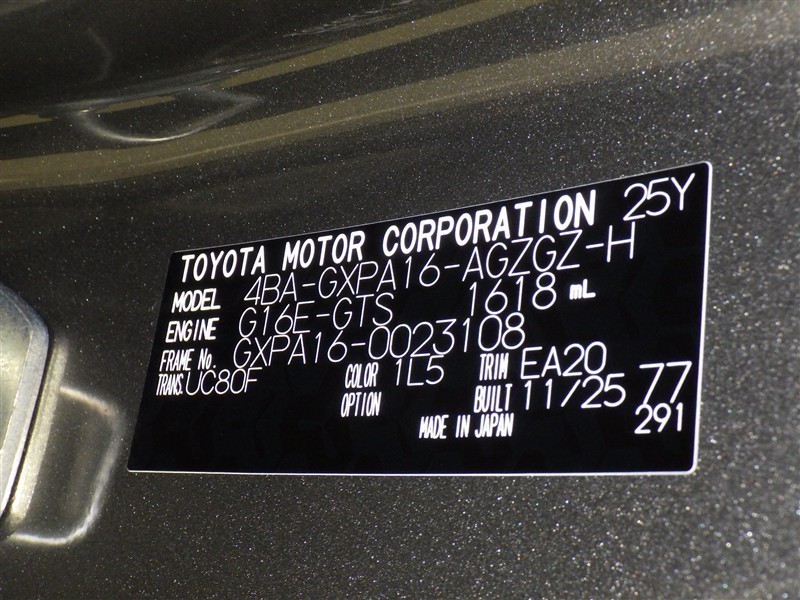 TOYOTA MOTOR CORPORATION 25Y
MODEL 4BA-GXPA16-AGZGZ-H
ENGINE G16E-GTS 1618 mL
FRAME No. GXPA16-0023108
TRANS. UC80F COLOR 1L5 TRIM EA20
OPTION BUILT 11/25 77
MADE IN JAPAN 291